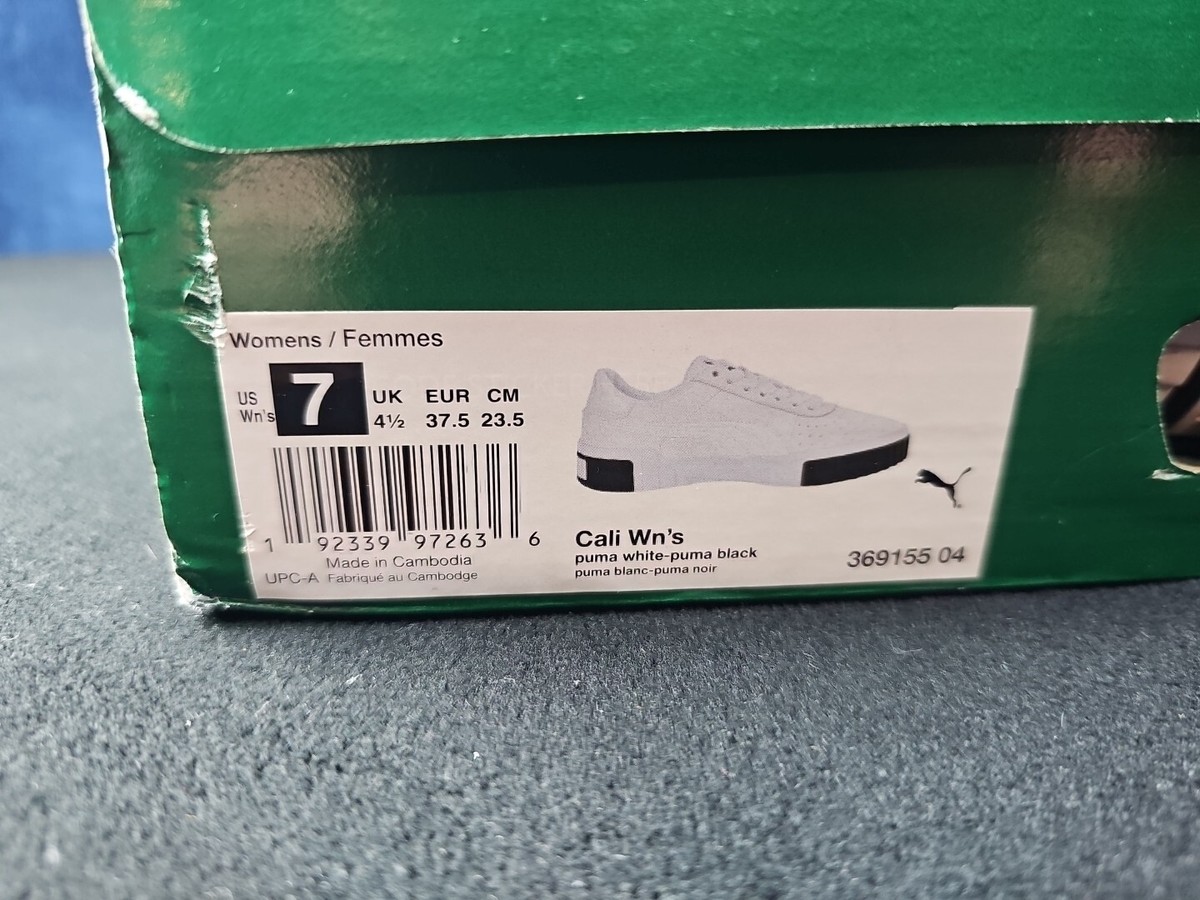 Womens / Femmes
US
Wn's
7
UK EUR CM
4½ 37.5 23.5
1 92339 97263 6
Made in Cambodia
UPC-A Fabriqué au Cambodge
Cali Wn's
puma white-puma black
puma blanc-puma noir
369155 04